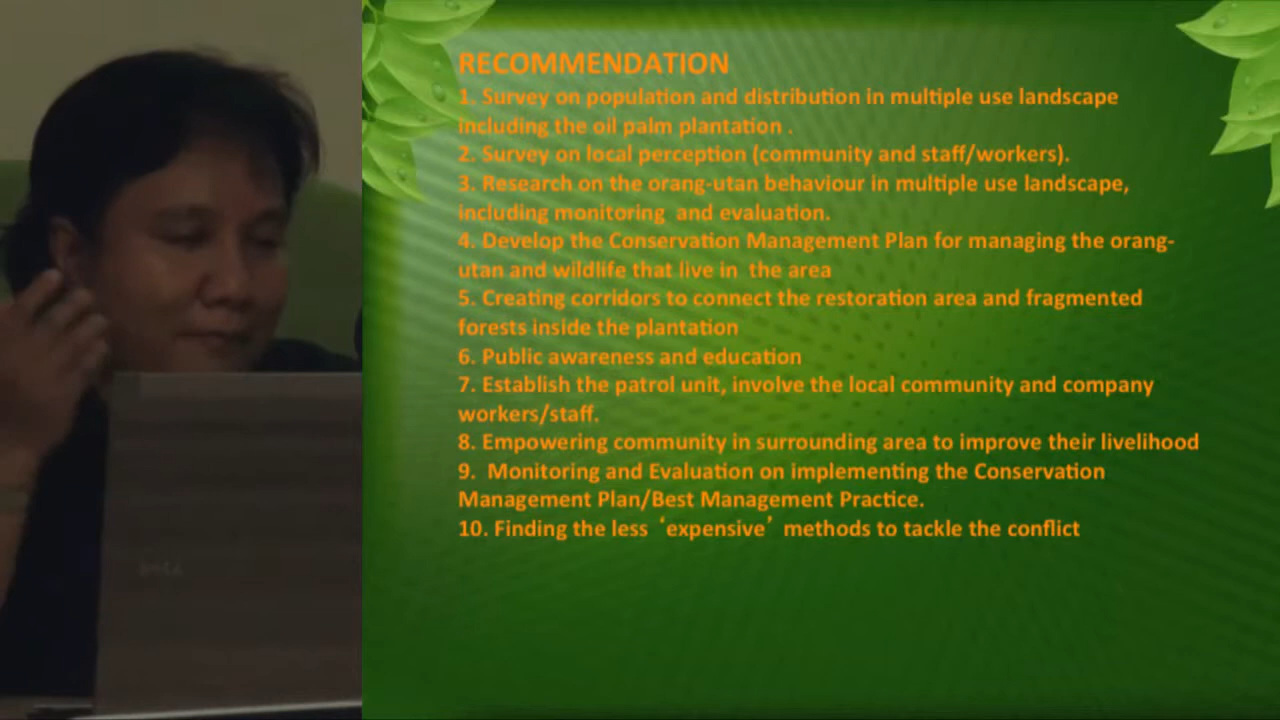 RECOMMENDATION
1. Survey on population and distribution in multiple use landscape
including the oil palm plantation .
2. Survey on local perception (community and staff/workers).
3. Research on the orang-utan behaviour in multiple use landscape,
including monitoring  and evaluation.
4. Develop the Conservation Management Plan for managing the orang-
utan and wildlife that live in  the area
5. Creating corridors to connect the restoration area and fragmented
forests inside the plantation
6. Public awareness and education
7. Establish the patrol unit, involve the local community and company
workers/staff.
8. Empowering community in surrounding area to improve their livelihood
9.  Monitoring and Evaluation on implementing the Conservation
Management Plan/Best Management Practice.
10. Finding the less ‘expensive’ methods to tackle the conflict